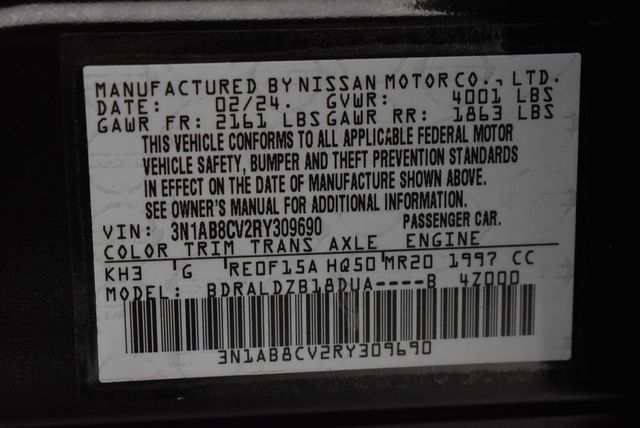 MANUFACTURED BY NISSAN MOTOR CO., LTD.
DATE: 02/24. GVWR: 4001 LBS
GAWR FR: 2161 LBS GAWR RR: 1863 LBS
THIS VEHICLE CONFORMS TO ALL APPLICABLE FEDERAL MOTOR
VEHICLE SAFETY, BUMPER AND THEFT PREVENTION STANDARDS
IN EFFECT ON THE DATE OF MANUFACTURE SHOWN ABOVE.
SEE OWNER'S MANUAL FOR ADDITIONAL INFORMATION.
VIN: 3N1AB8CV2RY309690 PASSENGER CAR.
COLOR TRIM TRANS AXLE ENGINE
KH3 G RE0F15A HQ50 MR20 1997 CC
MODEL: BDRALDZB18DUA----B 4Z000
3N1AB8CV2RY309690